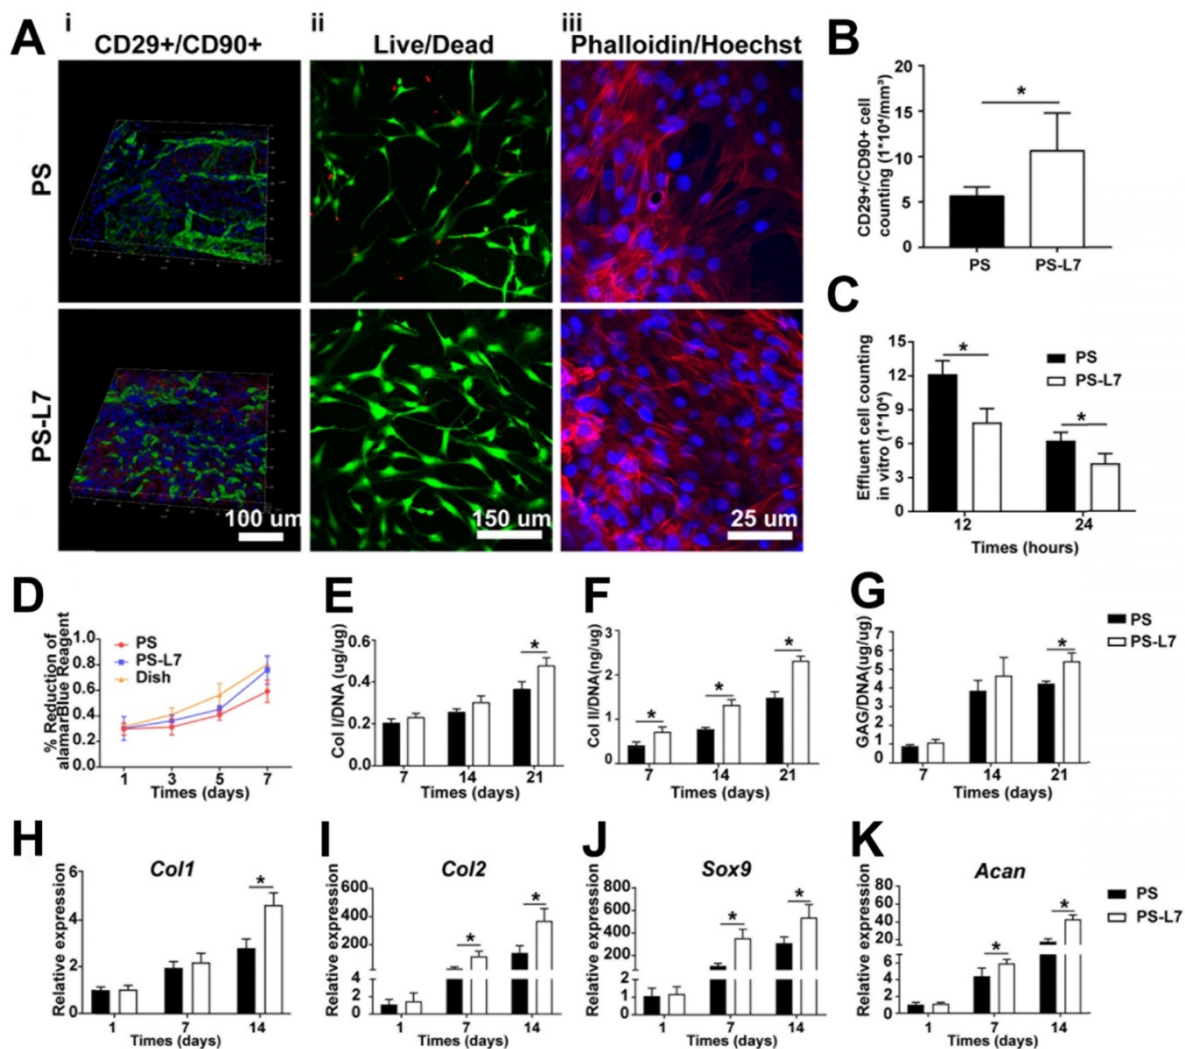 A
i
ii
iii
CD29+/CD90+
Live/Dead
Phalloidin/Hoechst
PS
PS-L7
100 um
150 um
25 um
B
CD29+/CD90+ cell
counting (1*10⁴/mm³)
20
15
10
5
0
*
PS
PS-L7
C
Effluent cell counting
in vitro (1*10⁴)
15
12
9
6
3
0
*
*
PS
PS-L7
12
24
Times (hours)
D
% Reduction of
alamarBlue Reagent
1.0
0.8
0.6
0.4
0.2
0.0
PS
PS-L7
Dish
1
3
5
7
Times (days)
E
Col I/DNA (ug/ug)
0.6
0.4
0.2
0.0
*
7
14
21
Times (days)
F
Col II/DNA(ng/ug)
3
2
1
0
*
*
*
7
14
21
Times (days)
G
GAG/DNA(ug/ug)
7
6
5
4
3
2
1
0
*
7
14
21
Times (days)
PS
PS-L7
H
Col1
Relative expression
6
4
2
0
*
1
7
14
Times (days)
I
Col2
Relative expression
600
400
200
2
1
0
*
*
1
7
14
Times (days)
J
Sox9
Relative expression
800
600
400
200
2
1
0
*
*
1
7
14
Times (days)
K
Acan
Relative expression
80
60
40
20
6
4
2
0
*
*
1
7
14
Times (days)
PS
PS-L7